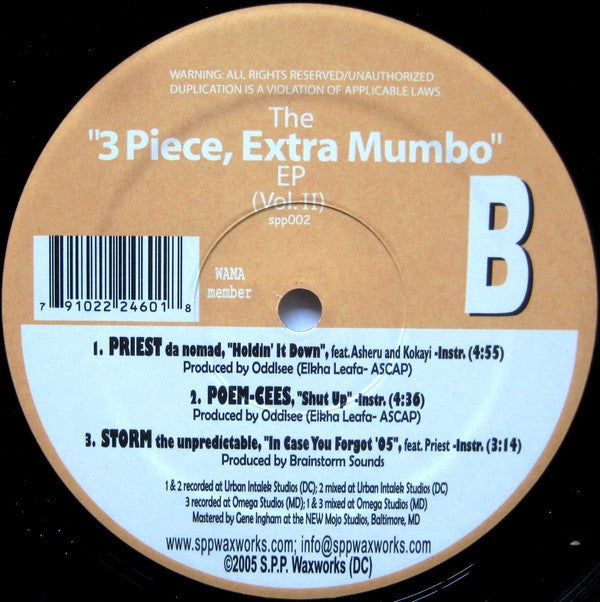 WARNING: ALL RIGHTS RESERVED/UNAUTHORIZED
DUPLICATION IS A VIOLATION OF APPLICABLE LAWS
The
"3 Piece, Extra Mumbo"
EP
(Vol. II)
spp002
B
7 91022 24601 8
WAMA
member
1. PRIEST da nomad, "Holdin' It Down", feat. Asheru and Kokayi -Instr. (4:55)
Produced by Oddisee (Elkha Leafa- ASCAP)
2. POEM-CEES, "Shut Up" -Instr. (4:36)
Produced by Oddisee (Elkha Leafa- ASCAP)
3. STORM the unpredictable, "In Case You Forgot '05", feat. Priest -Instr. (3:14)
Produced by Brainstorm Sounds
1 & 2 recorded at Urban Intalek Studios (DC); 2 mixed at Urban Intalek Studios (DC)
3 recorded at Omega Studios (MD); 1 & 3 mixed at Omega Studios (MD)
Mastered by Gene Ingham at the NEW Mojo Studios, Baltimore, MD
www.sppwaxworks.com; info@sppwaxworks.com
©2005 S.P.P. Waxworks (DC)